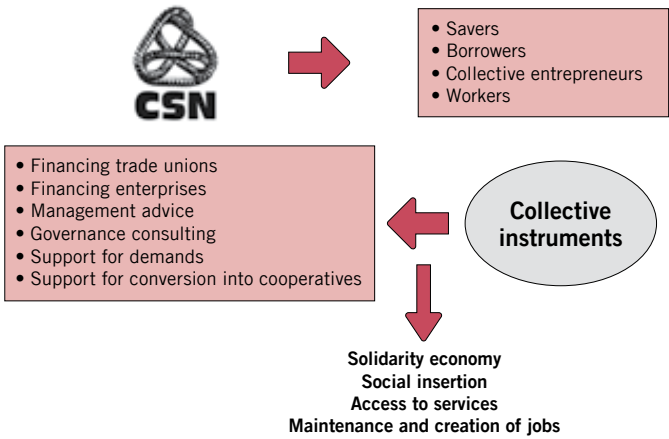 CSN
• Savers
• Borrowers
• Collective entrepreneurs
• Workers
• Financing trade unions
• Financing enterprises
• Management advice
• Governance consulting
• Support for demands
• Support for conversion into cooperatives
Collective
instruments
Solidarity economy
Social insertion
Access to services
Maintenance and creation of jobs